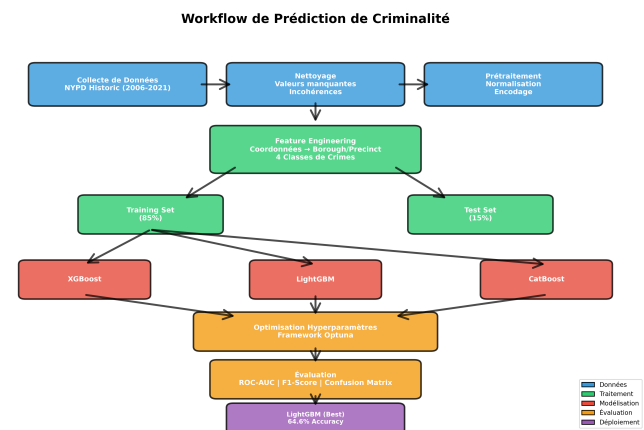 Workflow de Prédiction de Criminalité
Collecte de Données
NYPD Historic (2006-2021)
Nettoyage
Valeurs manquantes
Incohérences
Prétraitement
Normalisation
Encodage
Feature Engineering
Coordonnées → Borough/Precinct
4 Classes de Crimes
Training Set
(85%)
Test Set
(15%)
XGBoost
LightGBM
CatBoost
Optimisation Hyperparamètres
Framework Optuna
Évaluation
ROC-AUC | F1-Score | Confusion Matrix
LightGBM (Best)
64.6% Accuracy
Données
Traitement
Modélisation
Évaluation
Déploiement